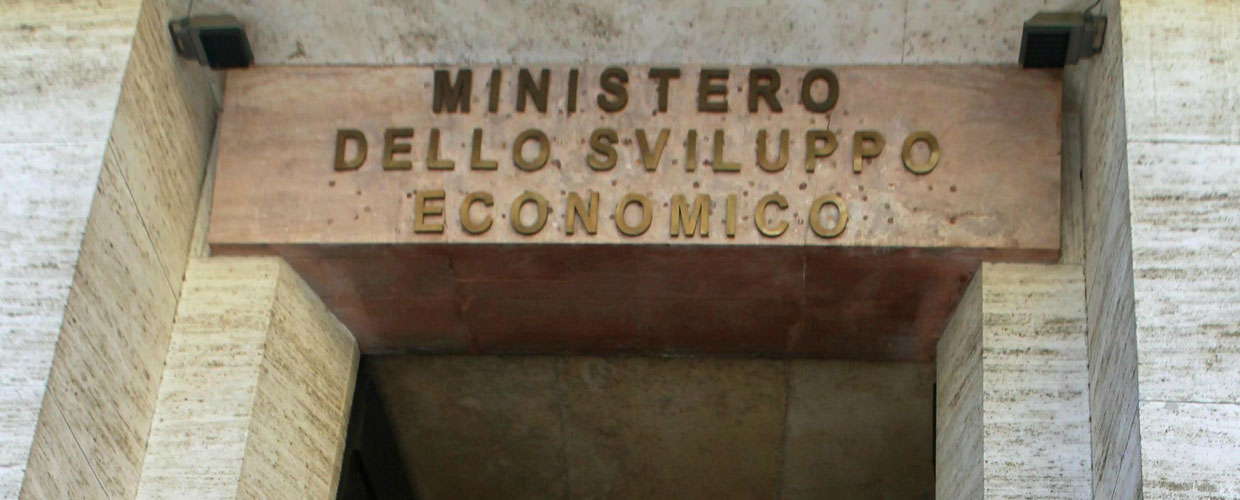 MINISTERO
DELLO SVILUPPO
ECONOMICO